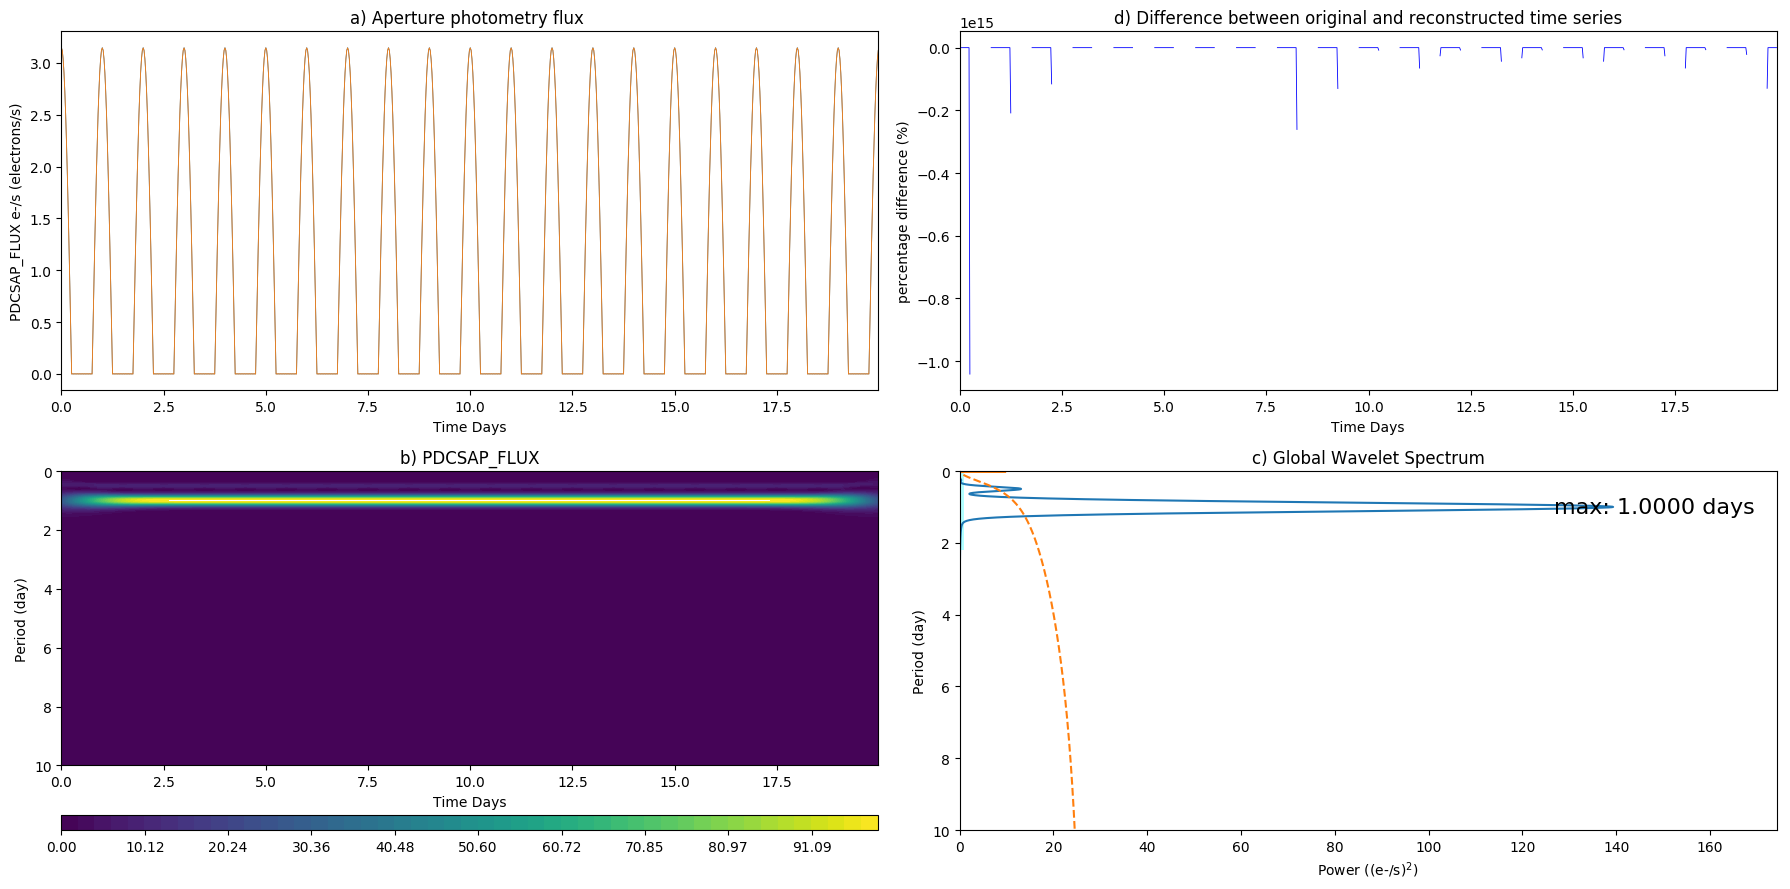 a) Aperture photometry flux
PDCSAP_FLUX e-/s (electrons/s)
3.0
2.5
2.0
1.5
1.0
0.5
0.0
0.0 2.5 5.0 7.5 10.0 12.5 15.0 17.5
Time Days
d) Difference between original and reconstructed time series
1e15
percentage difference (%)
0.0
−0.2
−0.4
−0.6
−0.8
−1.0
0.0 2.5 5.0 7.5 10.0 12.5 15.0 17.5
Time Days
b) PDCSAP_FLUX
Period (day)
0
2
4
6
8
10
0.0 2.5 5.0 7.5 10.0 12.5 15.0 17.5
Time Days
0.00 10.12 20.24 30.36 40.48 50.60 60.72 70.85 80.97 91.09
c) Global Wavelet Spectrum
max: 1.0000 days
Period (day)
0
2
4
6
8
10
0 20 40 60 80 100 120 140 160
Power ((e-/s)²)